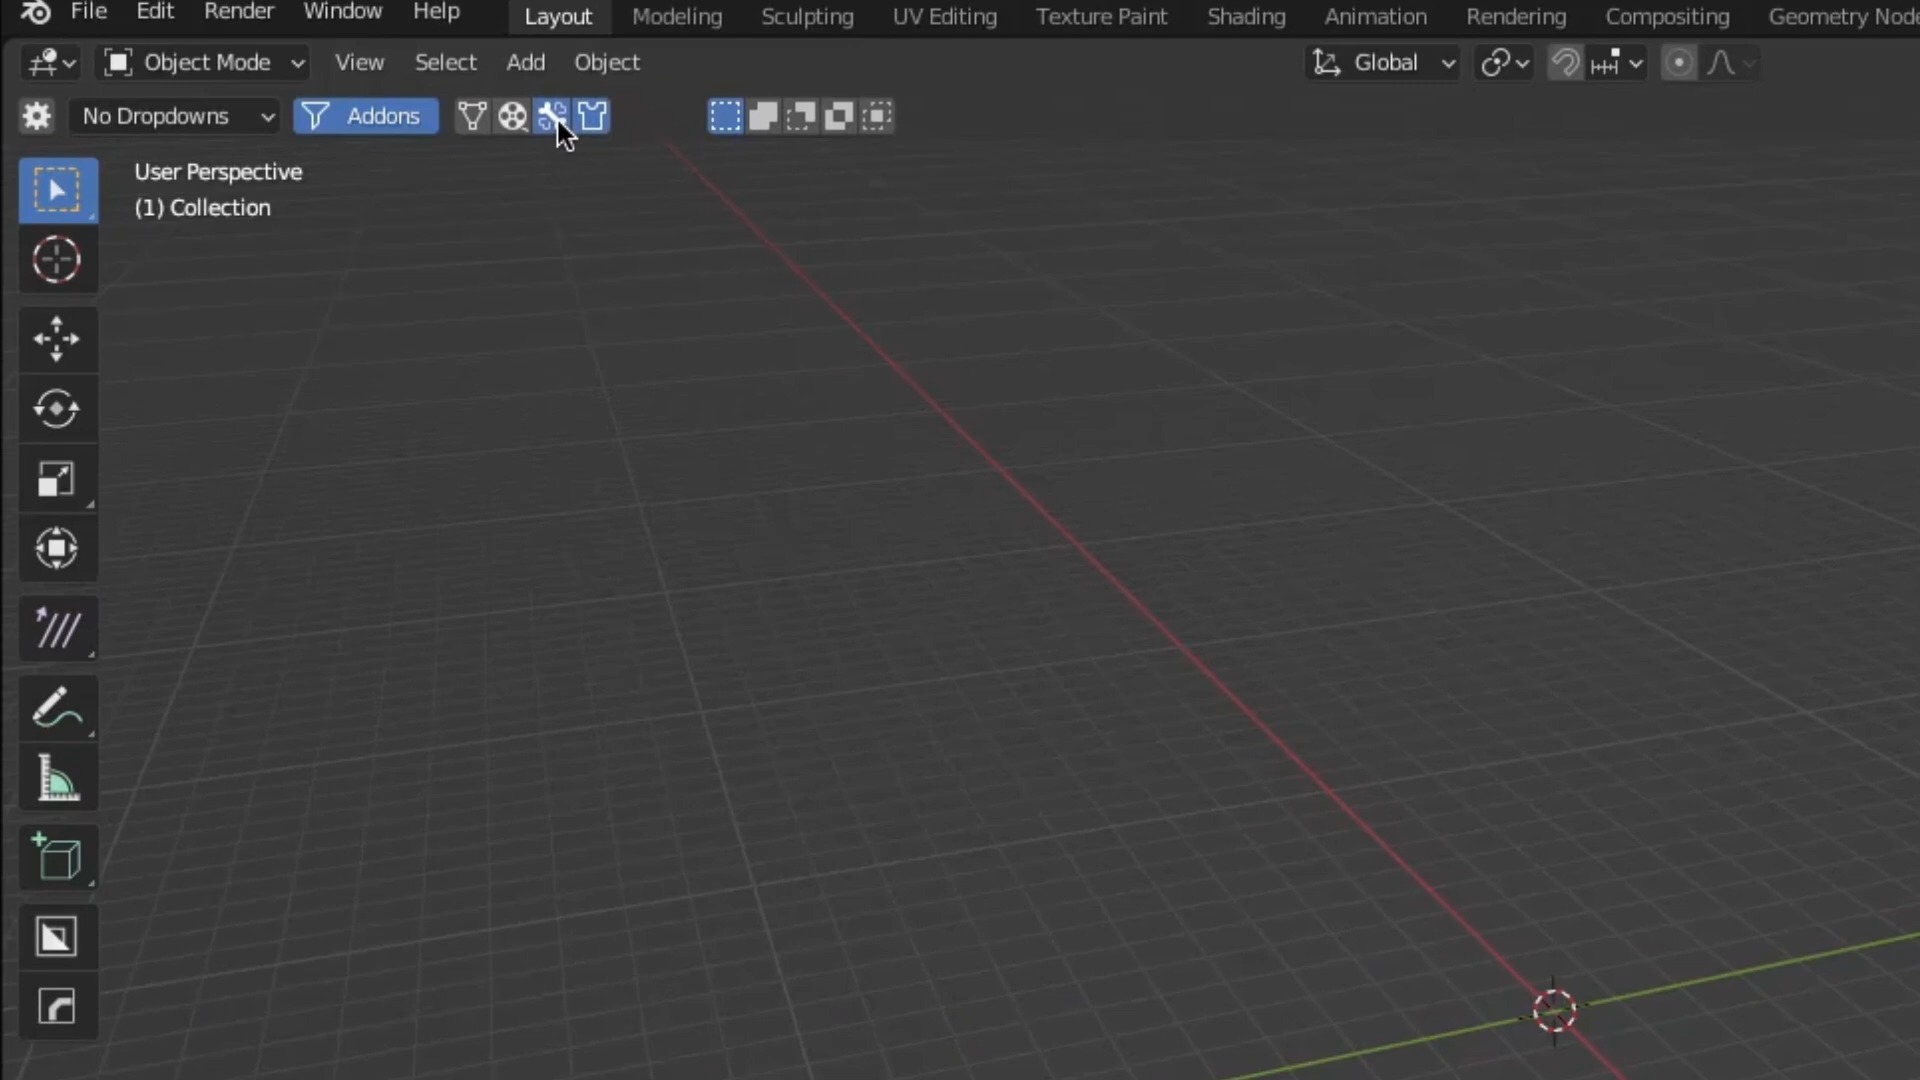 File Edit Render Window Help Layout Modeling Sculpting UV Editing Texture Paint Shading Animation Rendering Compositing Geometry Node
Object Mode View Select Add Object Global
No Dropdowns Addons
User Perspective
(1) Collection